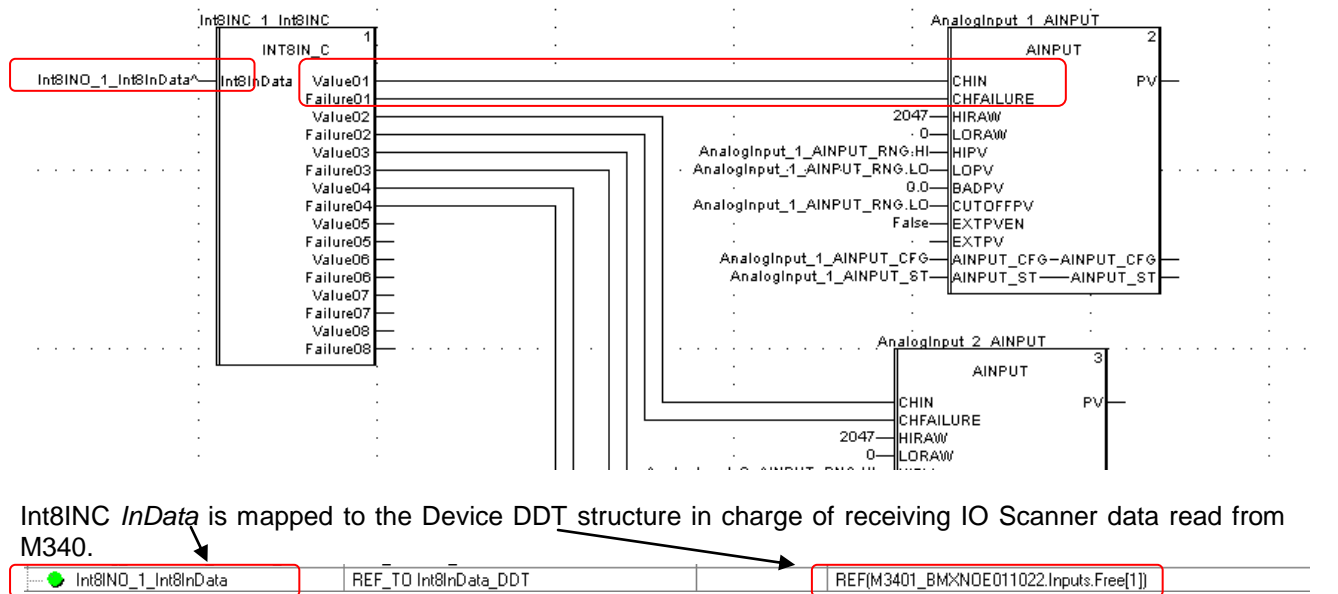 Int8INC_1_Int8INC
AnalogInput_1_AINPUT
1
INT8IN_C
2
AINPUT
Int8INO_1_Int8InData^ Int8InData Value01
Failure01
Value02
Failure02
Value03
Failure03
Value04
Failure04
Value05
Failure05
Value06
Failure06
Value07
Failure07
Value08
Failure08
CHIN PV
CHFAILURE
2047 HIRAW
0 LORAW
AnalogInput_1_AINPUT_RNG.HI HIPV
AnalogInput_1_AINPUT_RNG.LO LOPV
0.0 BADPV
AnalogInput_1_AINPUT_RNG.LO CUTOFFPV
False EXTPVEN
EXTPV
AnalogInput_1_AINPUT_CFG AINPUT_CFG AINPUT_CFG
AnalogInput_1_AINPUT_ST AINPUT_ST AINPUT_ST
AnalogInput_2_AINPUT
3
AINPUT
CHIN PV
CHFAILURE
2047 HIRAW
0 LORAW
Int8INC InData is mapped to the Device DDT structure in charge of receiving IO Scanner data read from
M340.
Int8INO_1_Int8InData REF_TO Int8InData_DDT REF(M3401_BMXNOE011022.Inputs.Free[1])